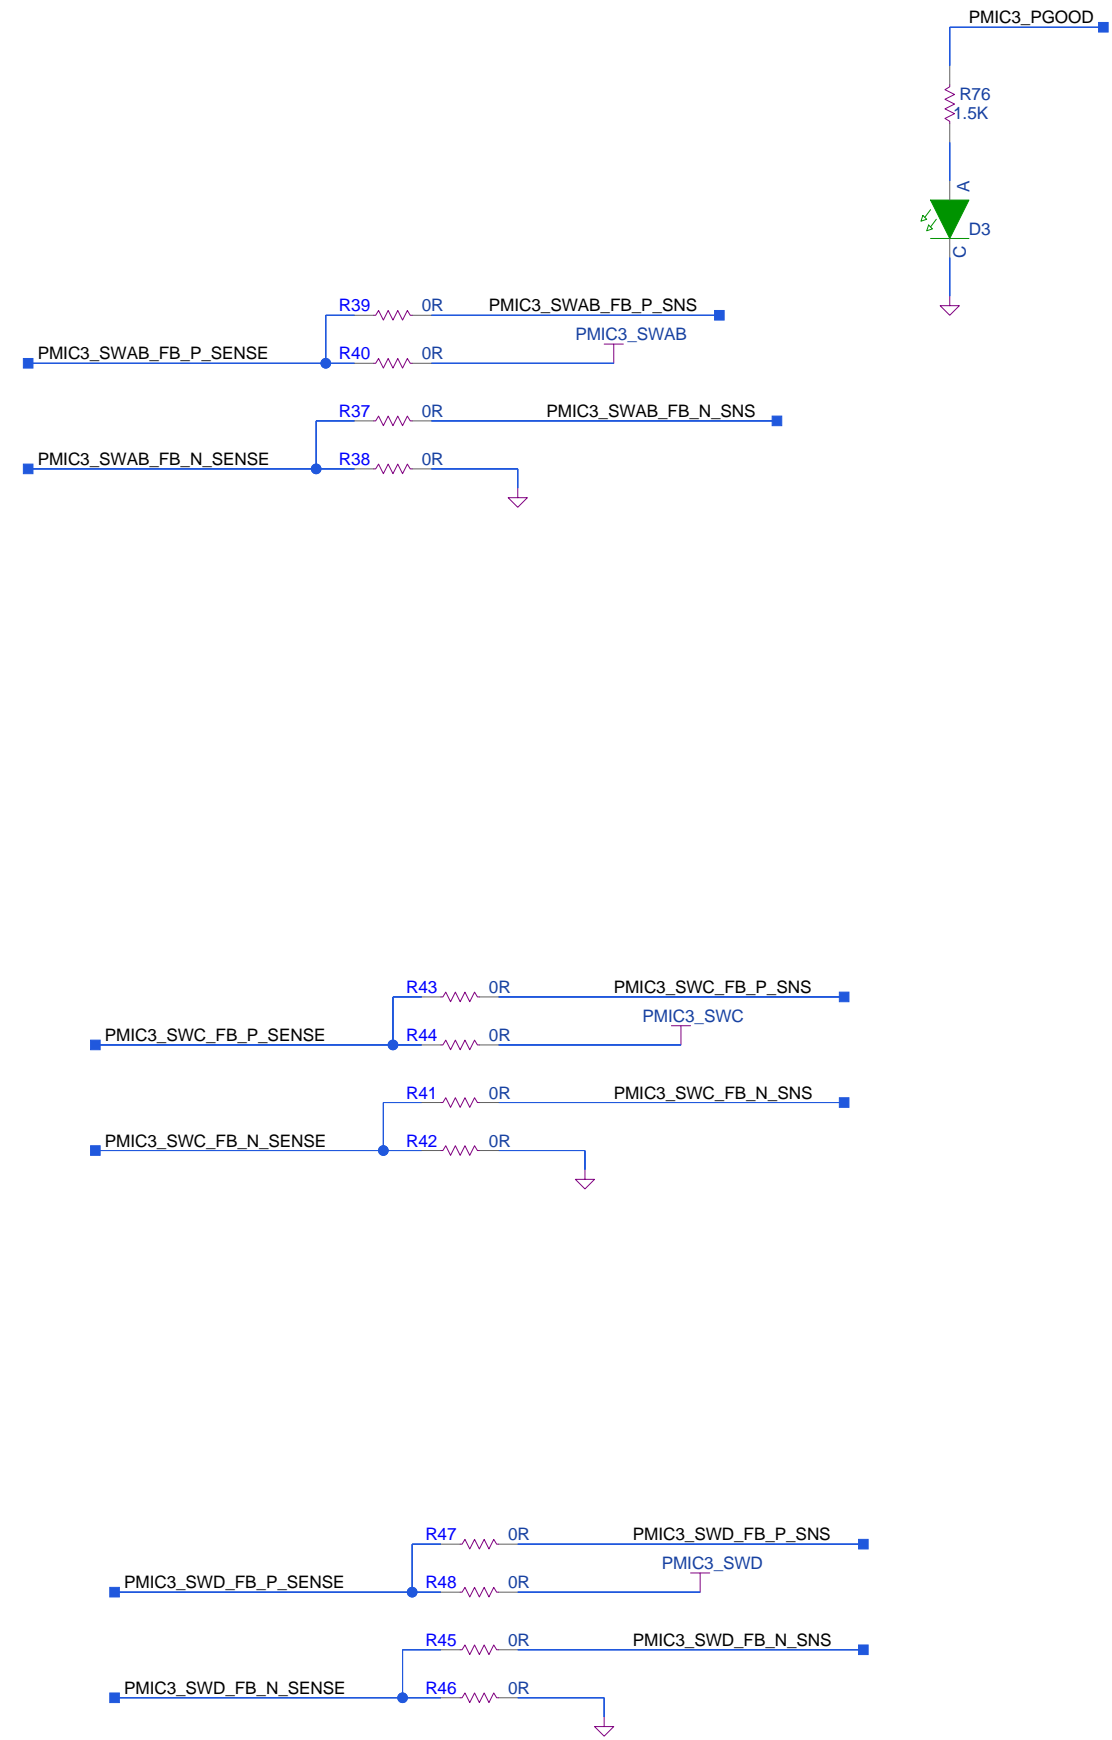 PMIC3_PGOOD
R76
1.5K
A
D3
C
R39 0R PMIC3_SWAB_FB_P_SNS
PMIC3_SWAB
PMIC3_SWAB_FB_P_SENSE R40 0R
R37 0R PMIC3_SWAB_FB_N_SNS
PMIC3_SWAB_FB_N_SENSE R38 0R
R43 0R PMIC3_SWC_FB_P_SNS
PMIC3_SWC
PMIC3_SWC_FB_P_SENSE R44 0R
R41 0R PMIC3_SWC_FB_N_SNS
PMIC3_SWC_FB_N_SENSE R42 0R
R47 0R PMIC3_SWD_FB_P_SNS
PMIC3_SWD
PMIC3_SWD_FB_P_SENSE R48 0R
R45 0R PMIC3_SWD_FB_N_SNS
PMIC3_SWD_FB_N_SENSE R46 0R